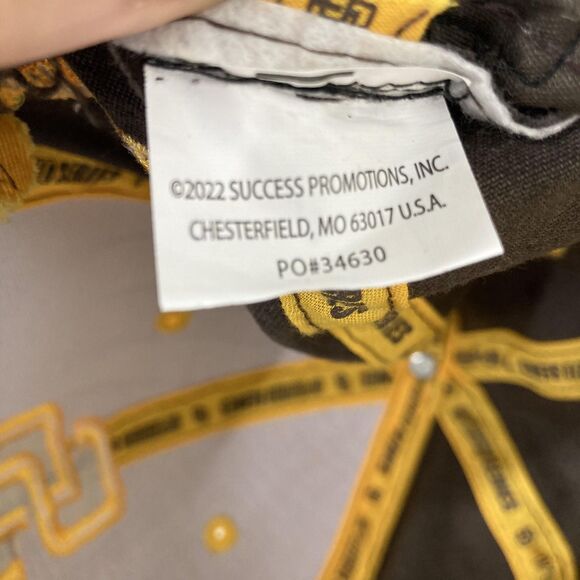 ©2022 SUCCESS PROMOTIONS, INC.
CHESTERFIELD, MO 63017 U.S.A.
PO#34630